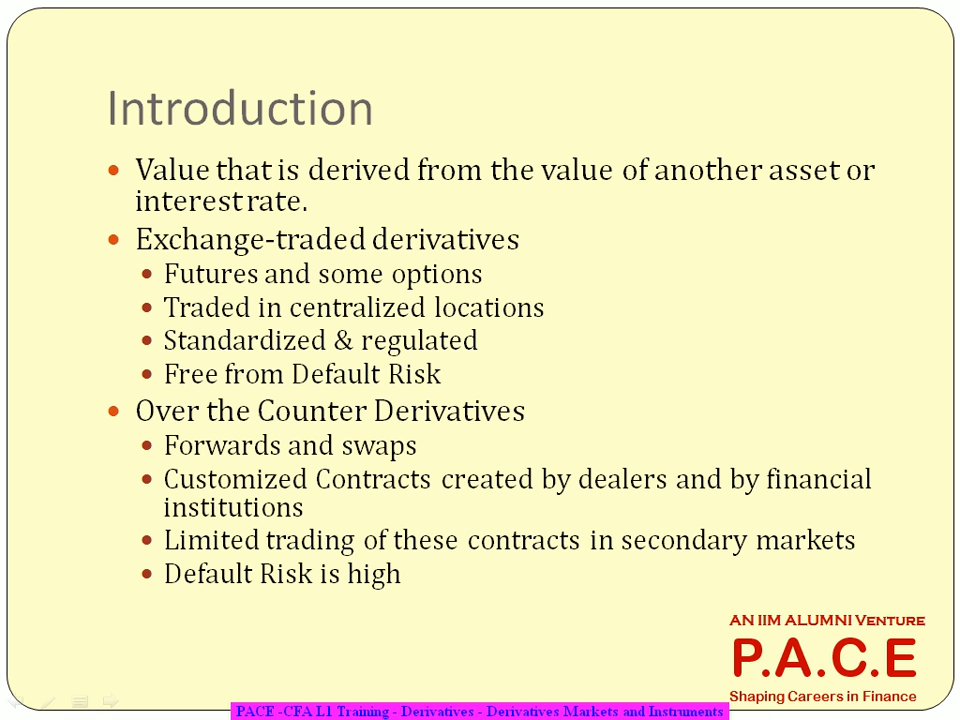 Introduction
Value that is derived from the value of another asset or
interest rate.
Exchange-traded derivatives
Futures and some options
Traded in centralized locations
Standardized & regulated
Free from Default Risk
Over the Counter Derivatives
Forwards and swaps
Customized Contracts created by dealers and by financial
institutions
Limited trading of these contracts in secondary markets
Default Risk is high
AN IIM ALUMNI VENTURE
P.A.C.E
Shaping Careers in Finance
PACE -CFA L1 Training - Derivatives - Derivatives Markets and Instruments